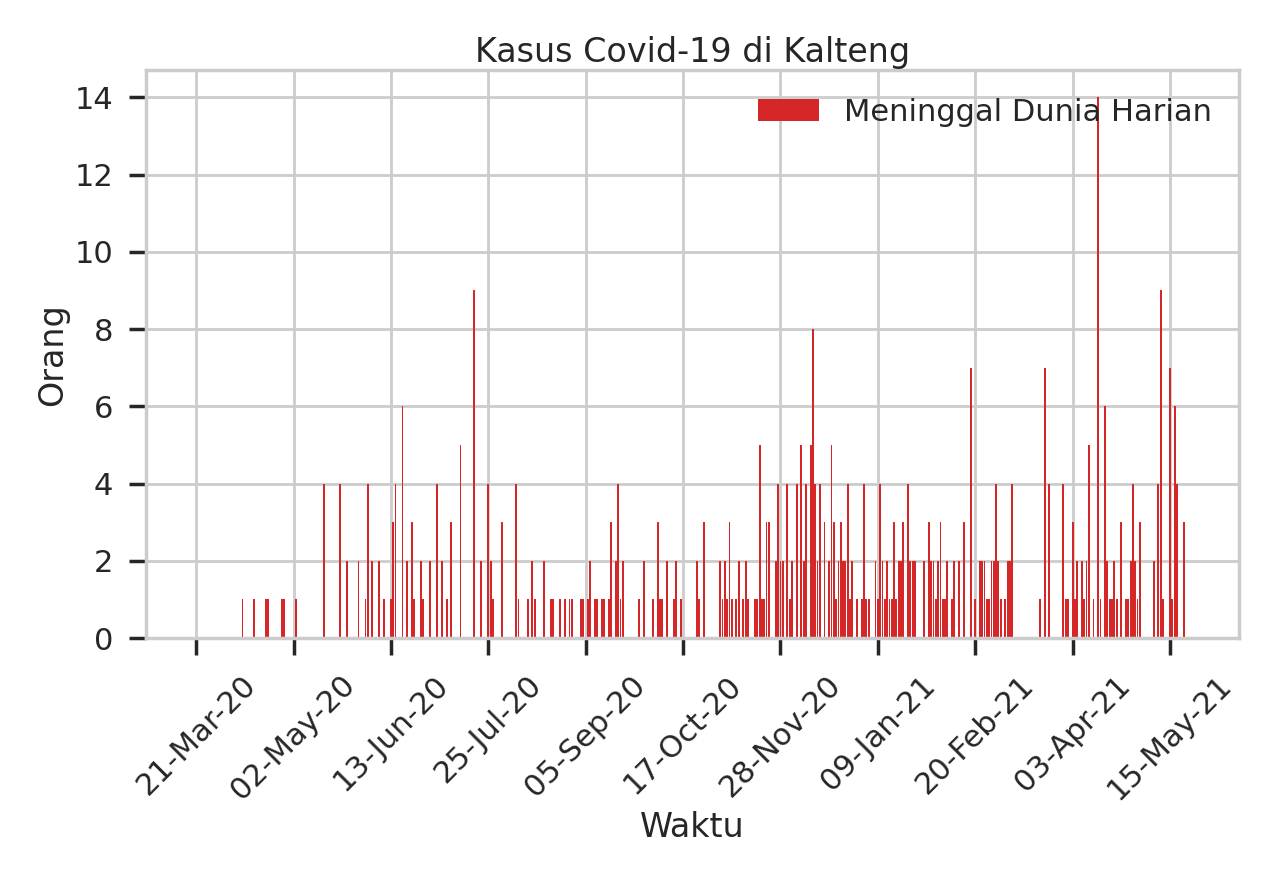 Kasus Covid-19 di Kalteng
Meninggal Dunia Harian
Orang
14
12
10
8
6
4
2
0
21-Mar-20
02-May-20
13-Jun-20
25-Jul-20
05-Sep-20
17-Oct-20
28-Nov-20
09-Jan-21
20-Feb-21
03-Apr-21
15-May-21
Waktu